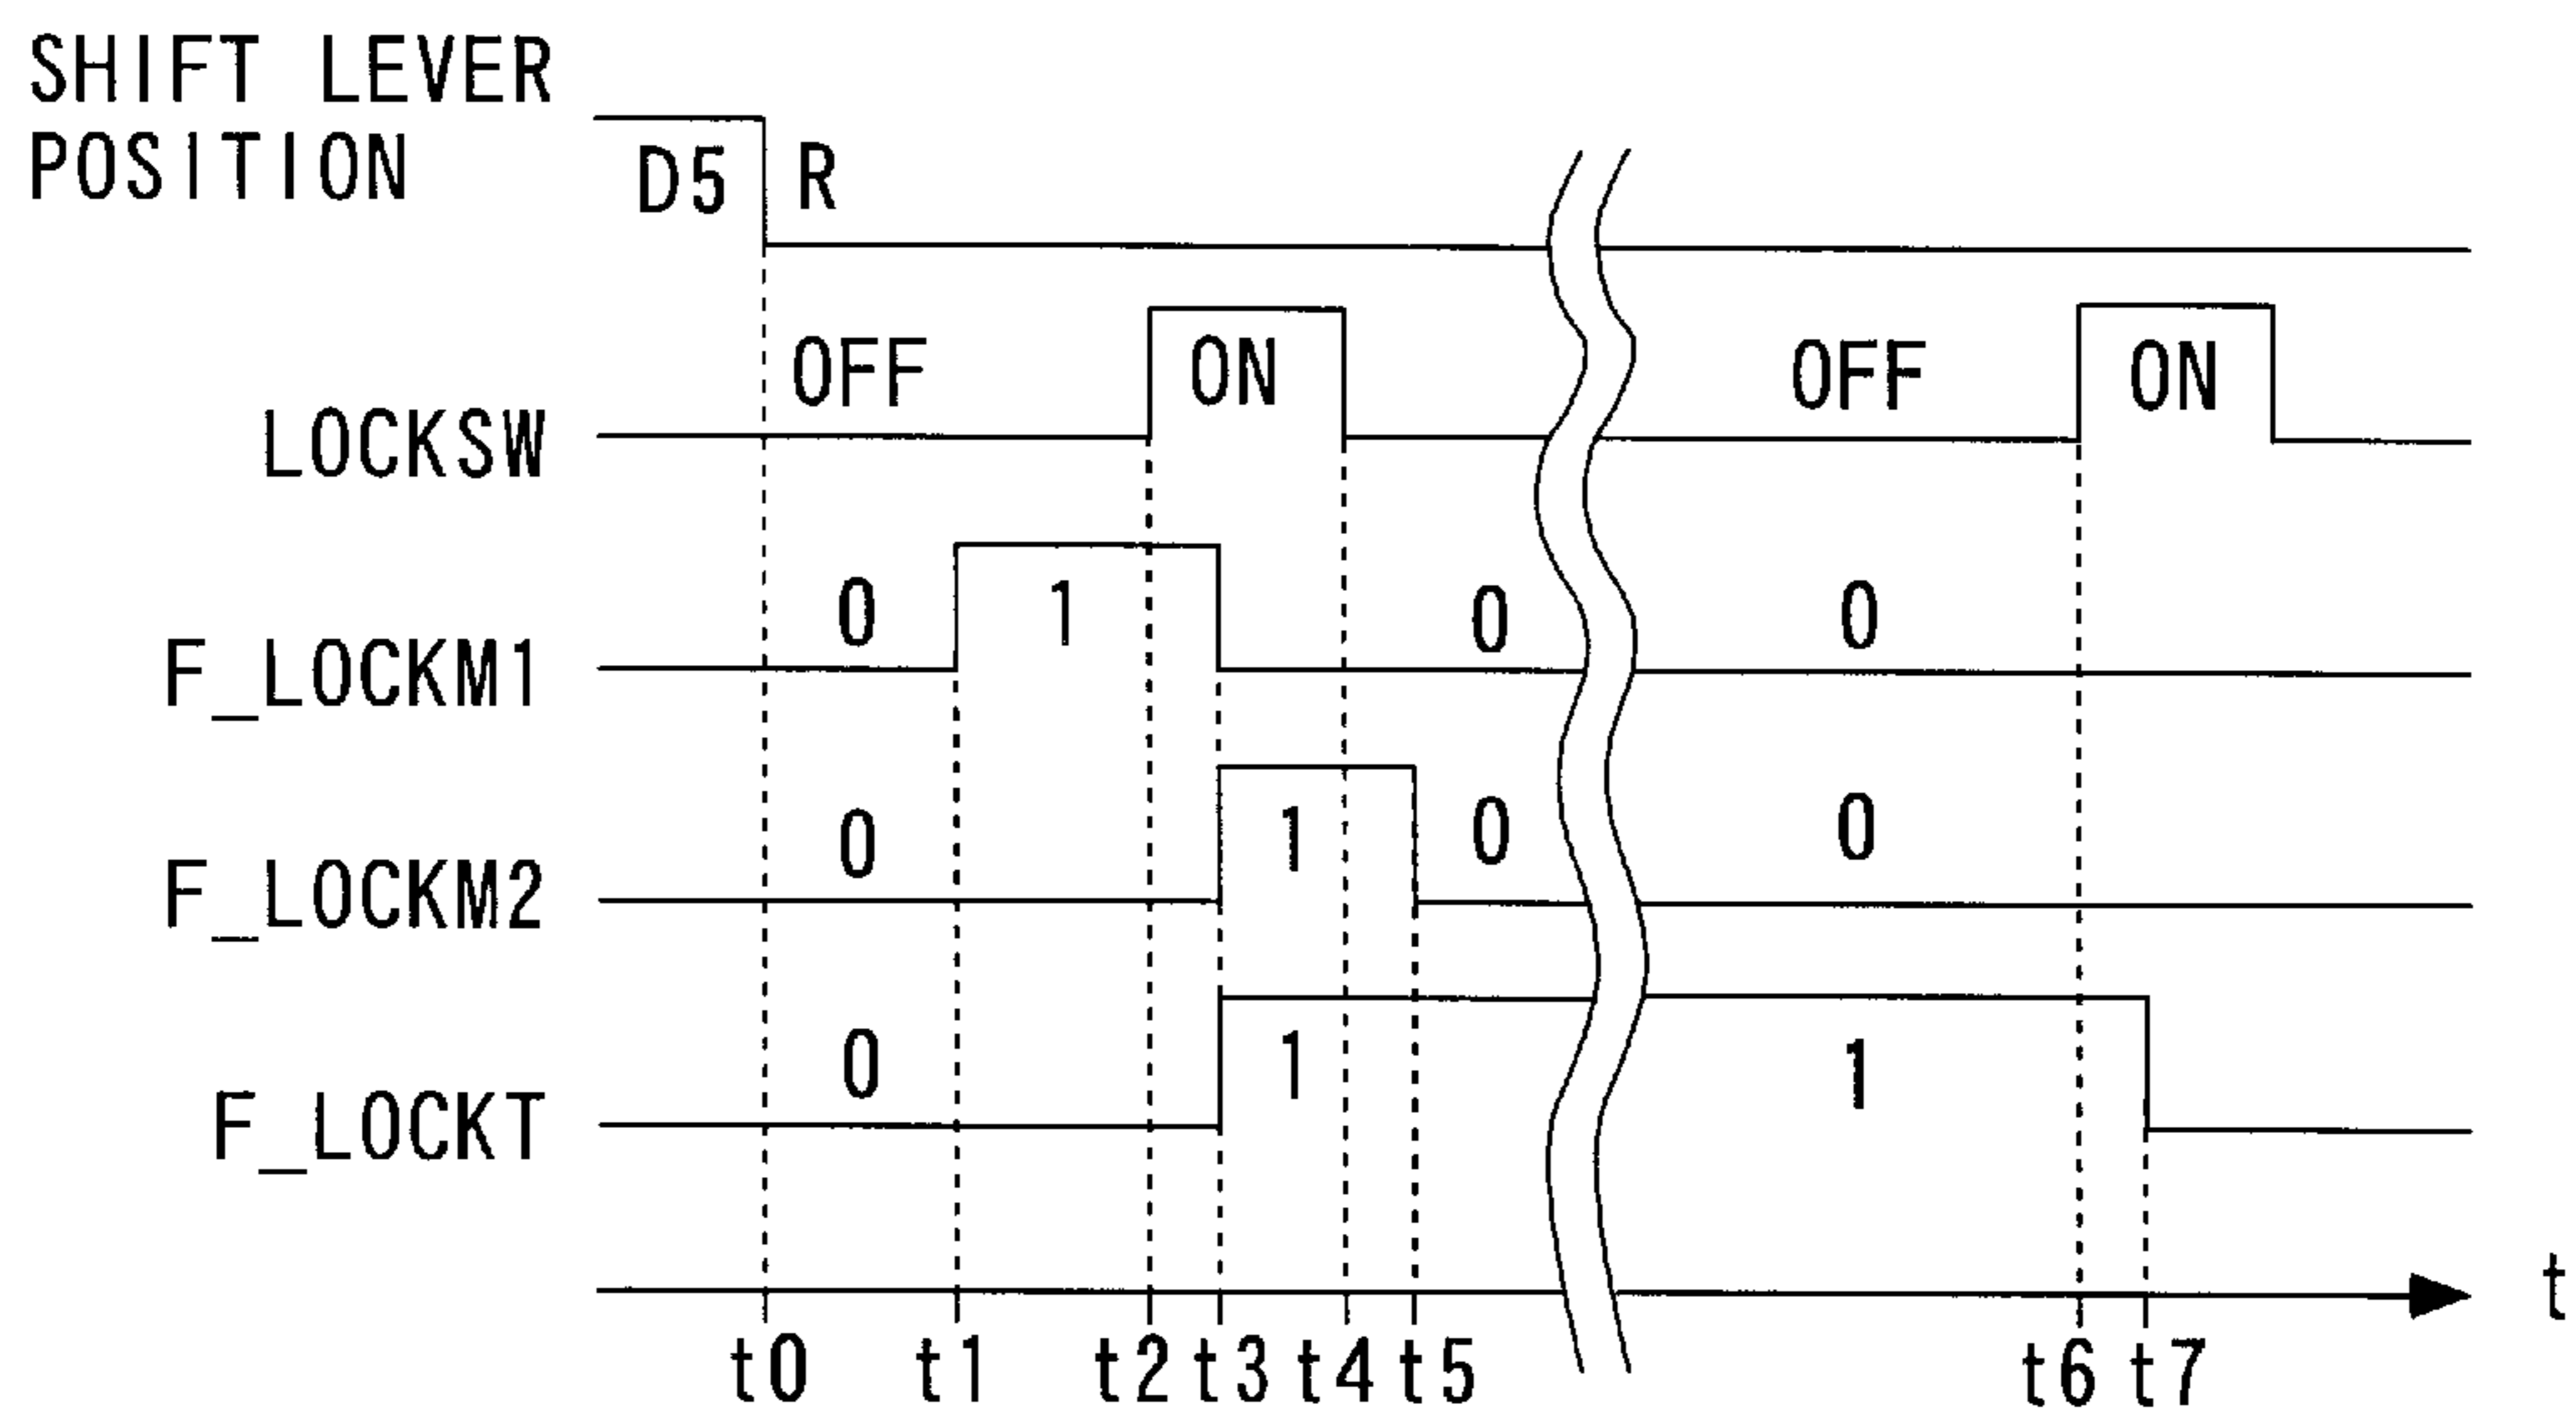 SHIFT LEVER
POSITION
D5 R
LOCKSW
OFF ON OFF ON
F_LOCKM1
0 1 0 0
F_LOCKM2
0 1 0 0
F_LOCKT
0 1 1
t
t0 t1 t2 t3 t4 t5 t6 t7